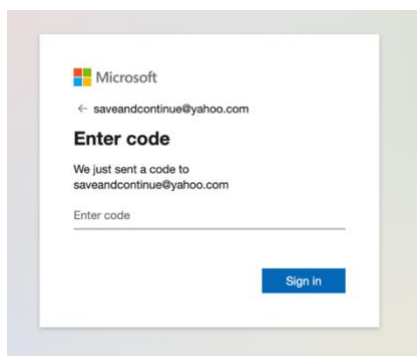 Microsoft
← saveandcontinue@yahoo.com
Enter code
We just sent a code to
saveandcontinue@yahoo.com
Enter code
Sign in